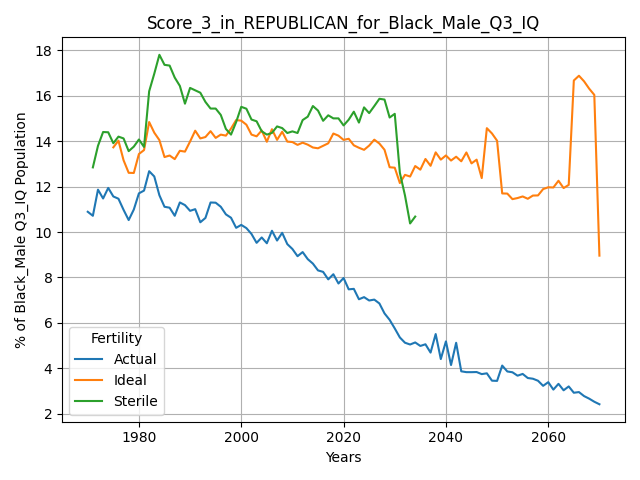 Score_3_in_REPUBLICAN_for_Black_Male_Q3_IQ
% of Black_Male Q3_IQ Population
18
16
14
12
10
8
6
4
2
Fertility
Actual
Ideal
Sterile
1980
2000
2020
2040
2060
Years